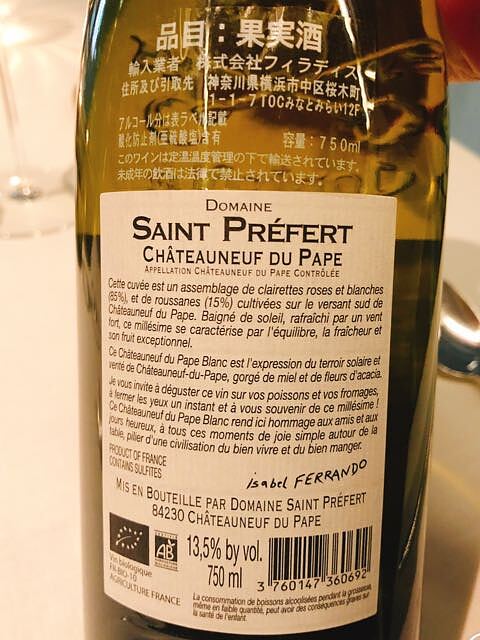 品目：果実酒
輸入業者 株式会社フィラディス
住所及び引取先 神奈川県横浜市中区桜木町
1-1-7TOCみなとみらい12F
アルコール分は表ラベル記載
酸化防止剤(亜硫酸塩)含有 容量：750ml
このワインは定温温度管理の下で輸送されています。
未成年の飲酒は法律で禁止されています。
DOMAINE
SAINT PRÉFERT
CHÂTEAUNEUF DU PAPE
APPELLATION CHÂTEAUNEUF DU PAPE CONTRÔLÉE
Cette cuvée est un assemblage de clairettes roses et blanches
(85%), et de roussanes (15%) cultivées sur le versant sud de
Châteauneuf du Pape. Baigné de soleil, rafraîchi par un vent
fort, ce millésime se caractérise par l'équilibre, la fraîcheur et
son fruit exceptionnel.
Ce Châteauneuf du Pape Blanc est l'expression du terroir solaire et
venté de Châteauneuf-du-Pape, gorgé de miel et de fleurs d'acacia.
Je vous invite à déguster ce vin sur vos poissons et vos fromages,
à fermer les yeux un instant et à vous souvenir de ce millésime !
Ce Châteauneuf du Pape Blanc rend ici hommage aux amis et aux
jours heureux, à tous ces moments de joie simple autour de la
table, pilier d'une civilisation du bien vivre et du bien manger.
PRODUCT OF FRANCE
CONTAINS SULFITES
isabel FERRANDO
MIS EN BOUTEILLE PAR DOMAINE SAINT PRÉFERT
84230 CHÂTEAUNEUF DU PAPE
AB
13,5% by vol.
750 ml
3 760147 360692
Vin biologique
FR-BIO-10
AGRICULTURE FRANCE
La consommation de boissons alcoolisées pendant la grossesse,
même en faible quantité, peut avoir des conséquences graves sur
la santé de l'enfant.